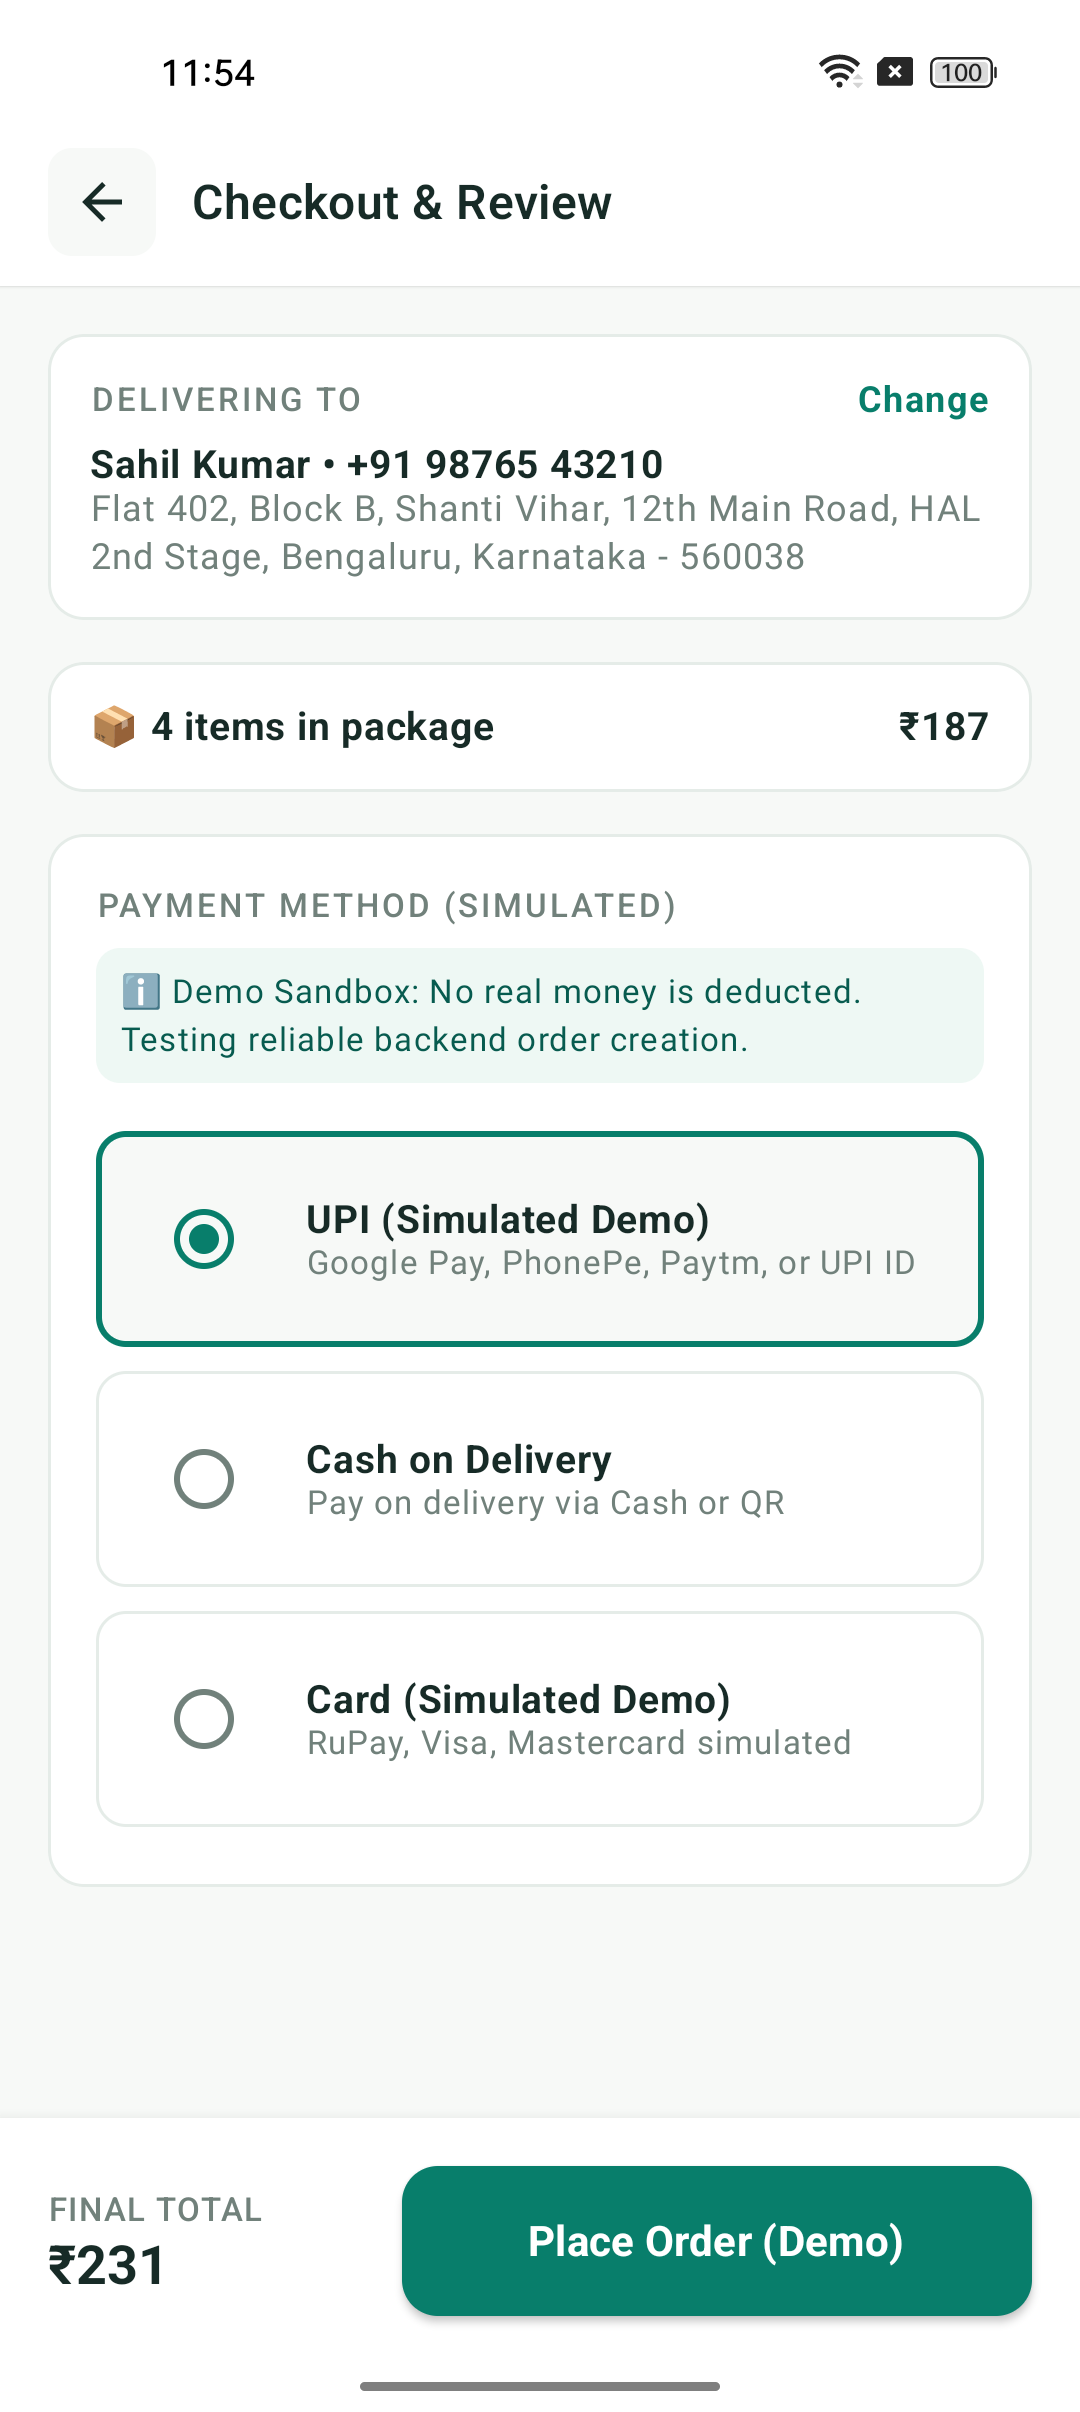 11:54
100
Checkout & Review
DELIVERING TO
Change
Sahil Kumar • +91 98765 43210
Flat 402, Block B, Shanti Vihar, 12th Main Road, HAL
2nd Stage, Bengaluru, Karnataka - 560038
4 items in package
₹187
PAYMENT METHOD (SIMULATED)
ℹ️ Demo Sandbox: No real money is deducted.
Testing reliable backend order creation.
UPI (Simulated Demo)
Google Pay, PhonePe, Paytm, or UPI ID
Cash on Delivery
Pay on delivery via Cash or QR
Card (Simulated Demo)
RuPay, Visa, Mastercard simulated
FINAL TOTAL
₹231
Place Order (Demo)